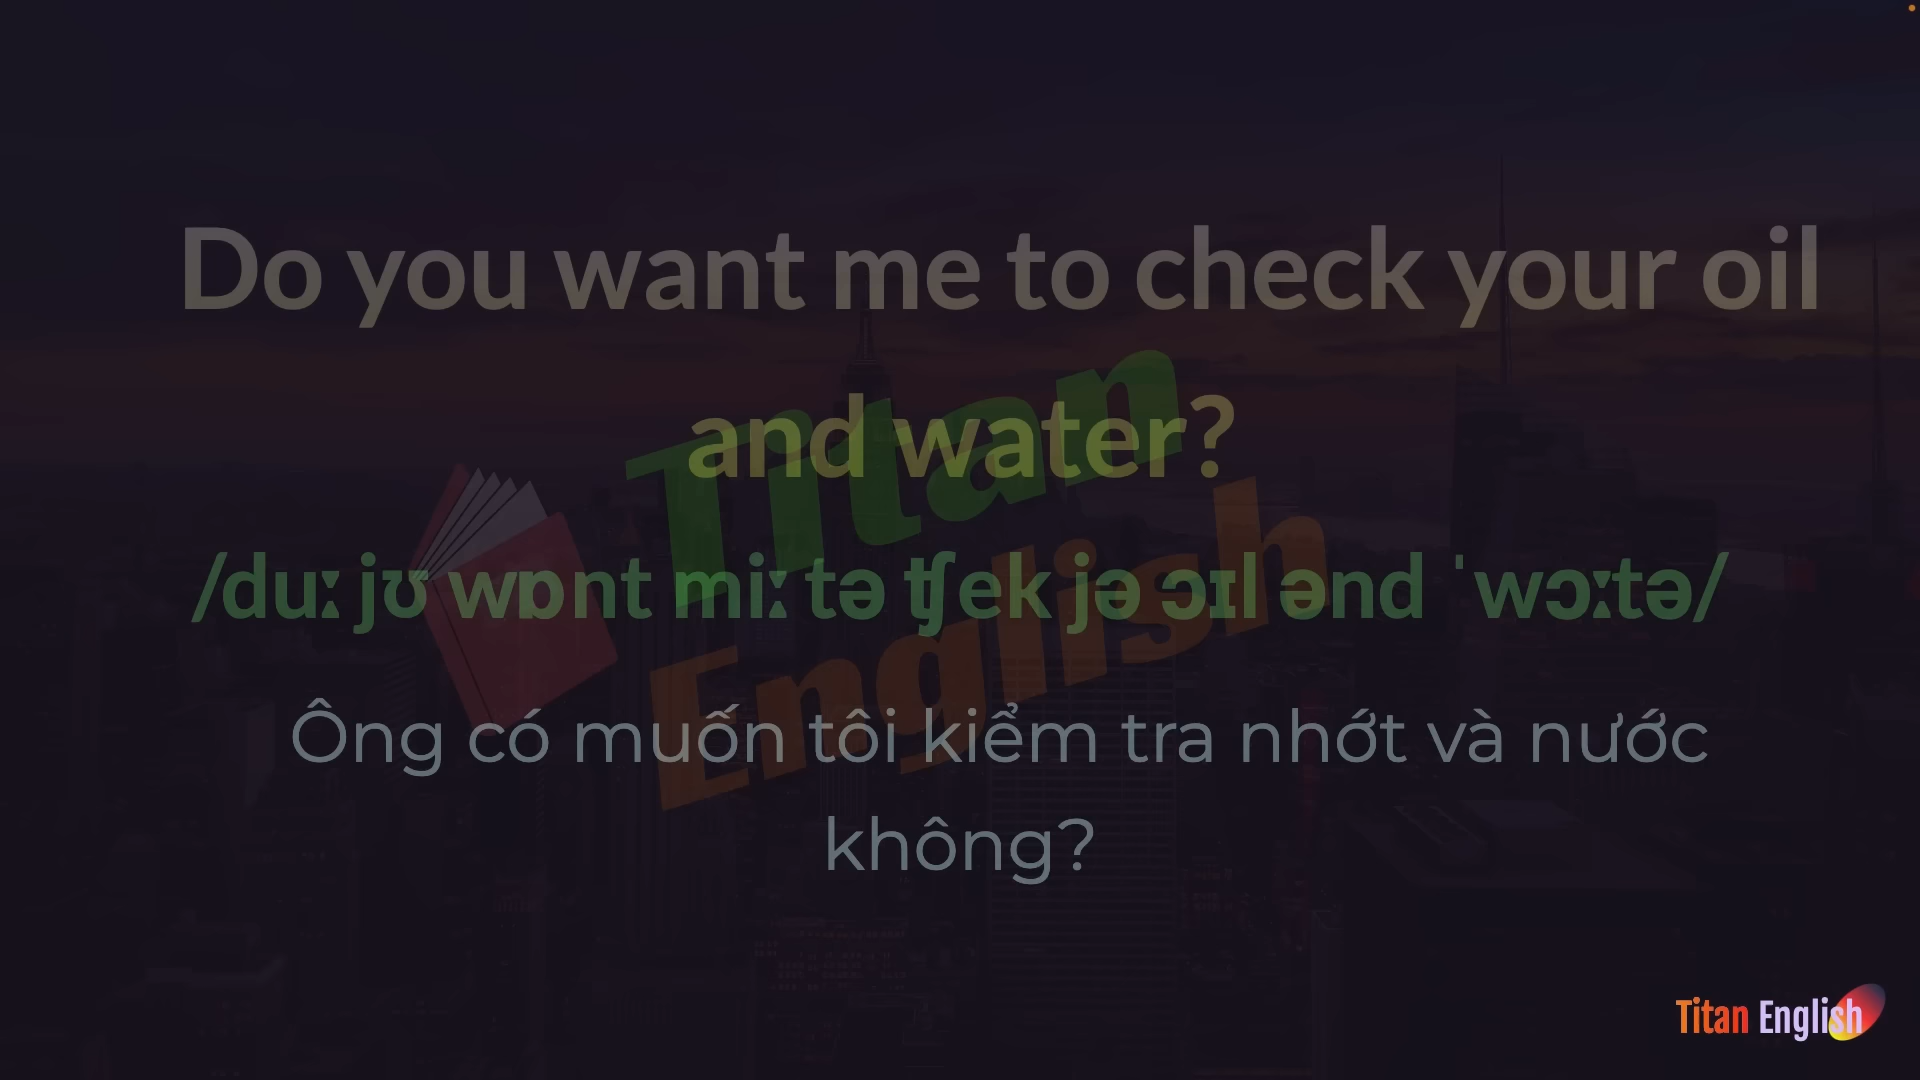 Do you want me to check your oil
and water?
Titan
English
/duː jʊ wɒnt miː tə ʧek jə ɔɪl ənd ˈwɔːtə/
Ông có muốn tôi kiểm tra nhớt và nước
không?
Titan English